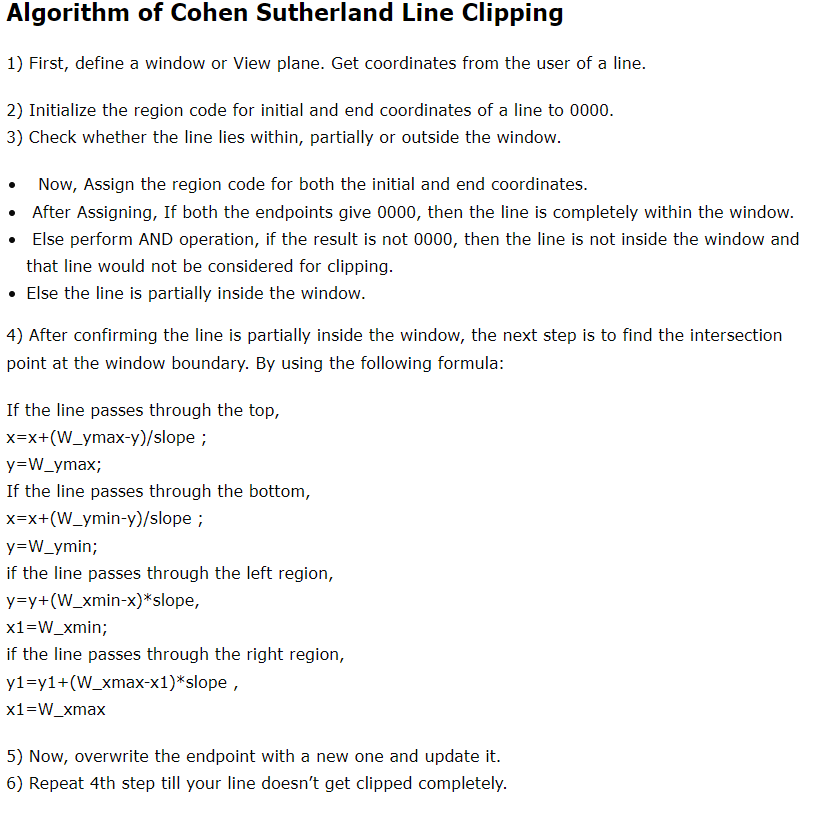 Algorithm of Cohen Sutherland Line Clipping
1) First, define a window or View plane. Get coordinates from the user of a line.
2) Initialize the region code for initial and end coordinates of a line to 0000.
3) Check whether the line lies within, partially or outside the window.
• Now, Assign the region code for both the initial and end coordinates.
• After Assigning, If both the endpoints give 0000, then the line is completely within the window.
• Else perform AND operation, if the result is not 0000, then the line is not inside the window and
that line would not be considered for clipping.
• Else the line is partially inside the window.
4) After confirming the line is partially inside the window, the next step is to find the intersection
point at the window boundary. By using the following formula:
If the line passes through the top,
x=x+(W_ymax-y)/slope ;
y=W_ymax;
If the line passes through the bottom,
x=x+(W_ymin-y)/slope ;
y=W_ymin;
if the line passes through the left region,
y=y+(W_xmin-x)*slope,
x1=W_xmin;
if the line passes through the right region,
y1=y1+(W_xmax-x1)*slope ,
x1=W_xmax
5) Now, overwrite the endpoint with a new one and update it.
6) Repeat 4th step till your line doesn’t get clipped completely.